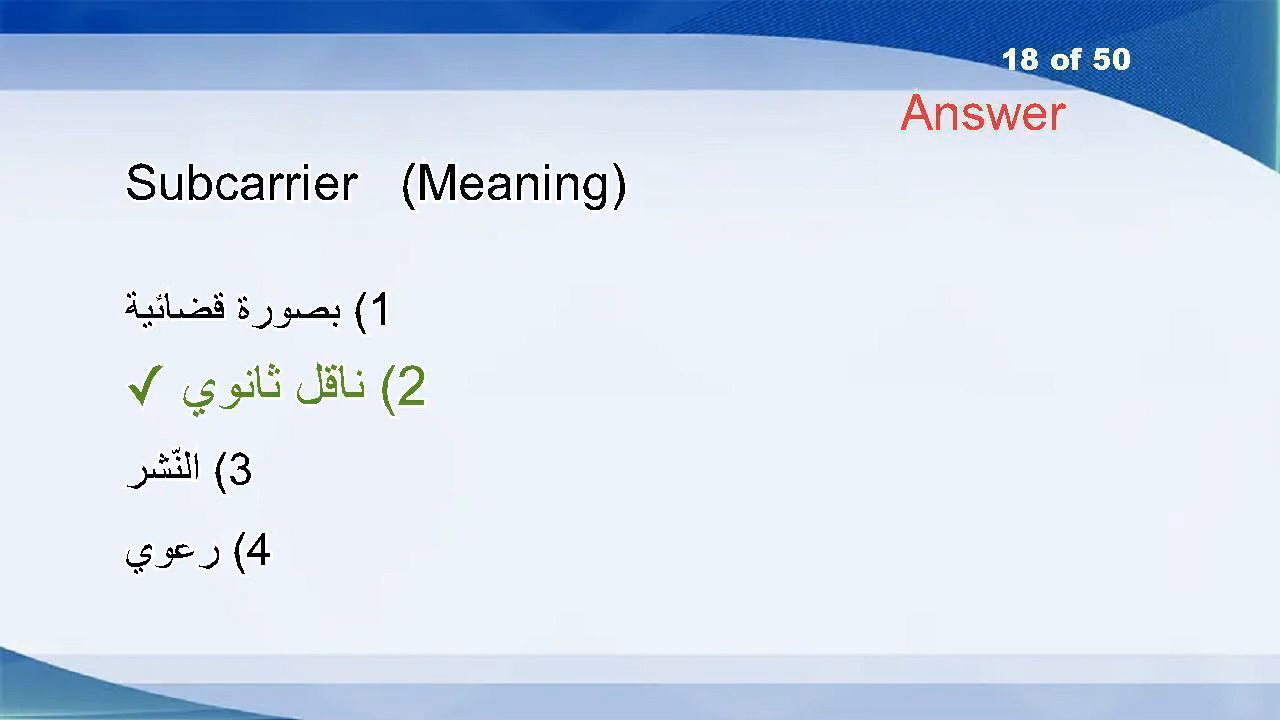 18 of 50
Answer
Subcarrier (Meaning)
1) بصورة قضائية
2) ناقل ثانوي ✓
3) النّشر
4) رعوي